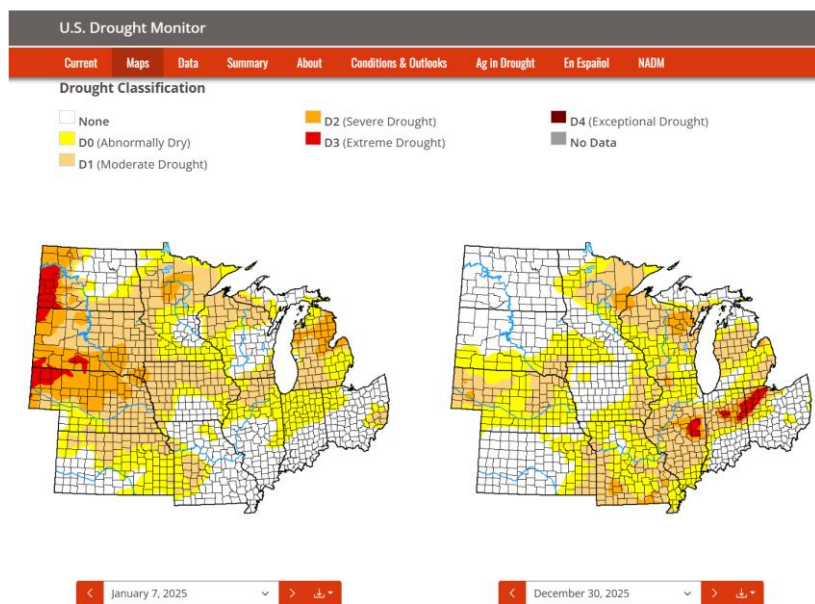 U.S. Drought Monitor
Current Maps Data Summary About Conditions & Outlooks Ag in Drought En Español NADM
Drought Classification
None
D0 (Abnormally Dry)
D1 (Moderate Drought)
D2 (Severe Drought)
D3 (Extreme Drought)
D4 (Exceptional Drought)
No Data
January 7, 2025
December 30, 2025